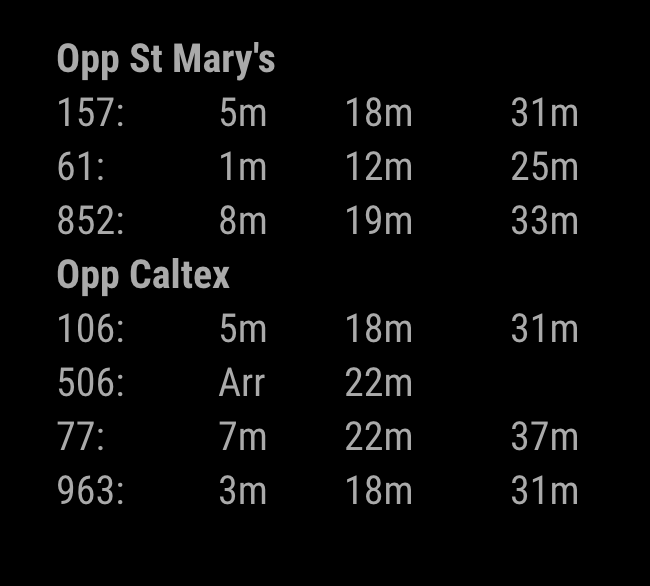 Opp St Mary's
157: 5m 18m 31m
61: 1m 12m 25m
852: 8m 19m 33m
Opp Caltex
106: 5m 18m 31m
506: Arr 22m
77: 7m 22m 37m
963: 3m 18m 31m